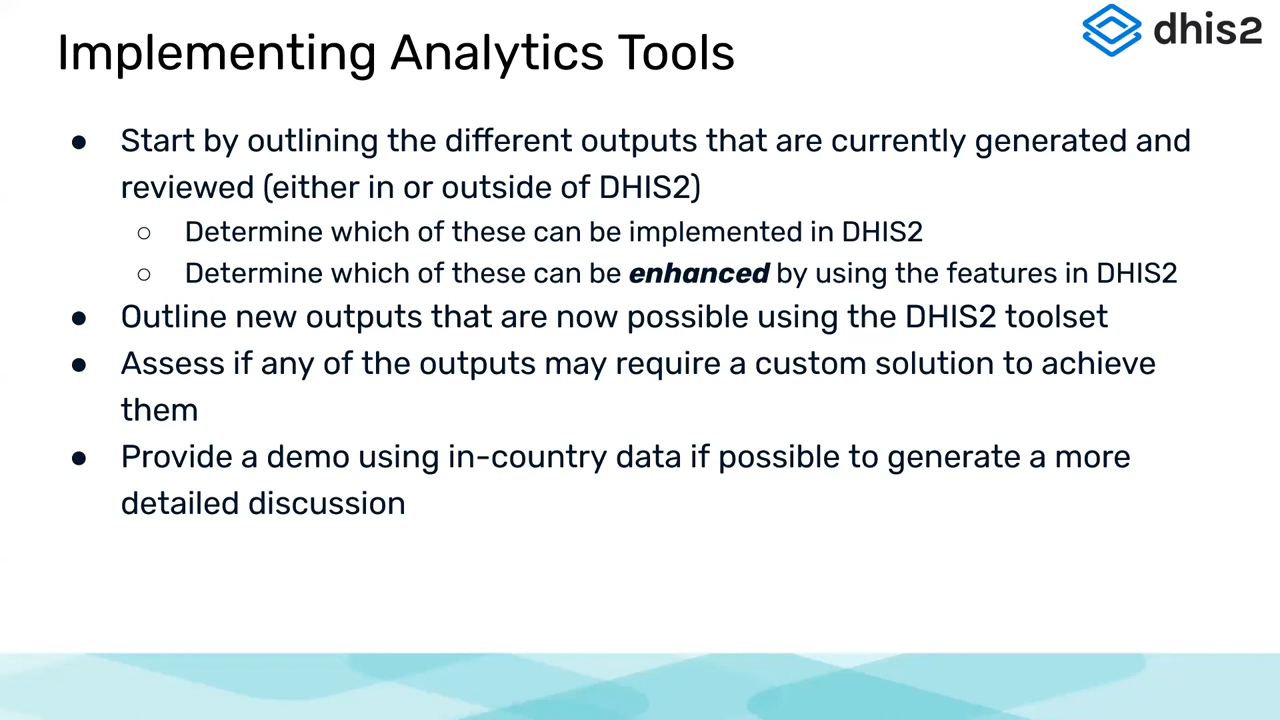 Implementing Analytics Tools
dhis2
● Start by outlining the different outputs that are currently generated and
reviewed (either in or outside of DHIS2)
○ Determine which of these can be implemented in DHIS2
○ Determine which of these can be enhanced by using the features in DHIS2
● Outline new outputs that are now possible using the DHIS2 toolset
● Assess if any of the outputs may require a custom solution to achieve
them
● Provide a demo using in-country data if possible to generate a more
detailed discussion